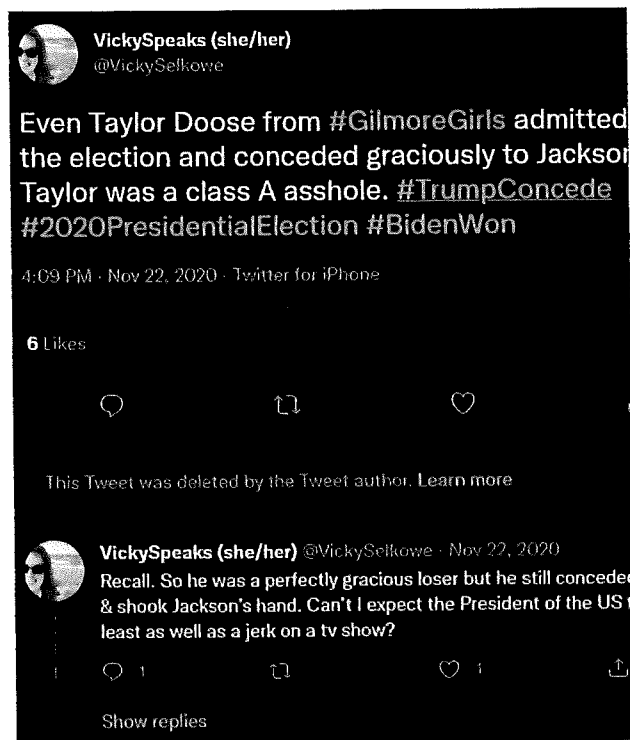 VickySpeaks (she/her)
@VickySelkowe
Even Taylor Doose from #GilmoreGirls admitted
the election and conceded graciously to Jackson
Taylor was a class A asshole. #TrumpConcede
#2020PresidentialElection #BidenWon
4:09 PM · Nov 22, 2020 · Twitter for iPhone
6 Likes
This Tweet was deleted by the Tweet author. Learn more
VickySpeaks (she/her) @VickySelkowe · Nov 22, 2020
Recall. So he was a perfectly gracious loser but he still conceded
& shook Jackson's hand. Can't I expect the President of the US
least as well as a jerk on a tv show?
1
1
Show replies